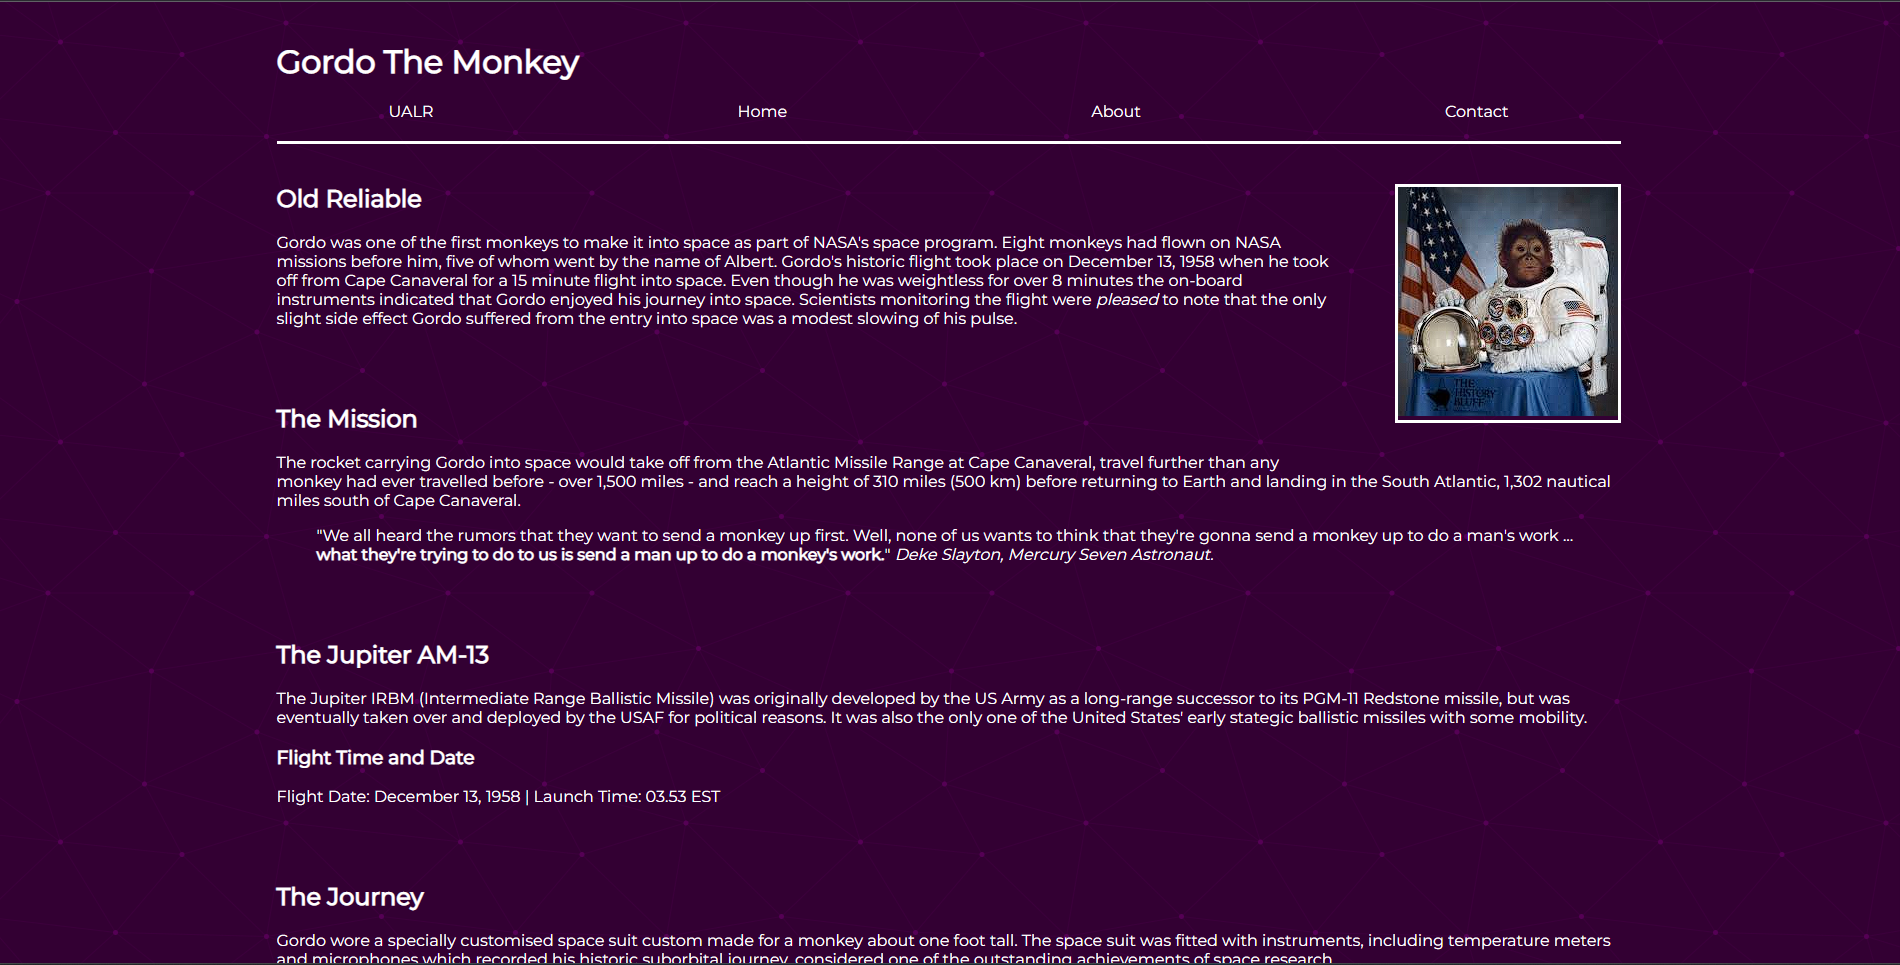 Gordo The Monkey
UALR
Home
About
Contact
Old Reliable
Gordo was one of the first monkeys to make it into space as part of NASA's space program. Eight monkeys had flown on NASA
missions before him, five of whom went by the name of Albert. Gordo's historic flight took place on December 13, 1958 when he took
off from Cape Canaveral for a 15 minute flight into space. Even though he was weightless for over 8 minutes the on-board
instruments indicated that Gordo enjoyed his journey into space. Scientists monitoring the flight were pleased to note that the only
slight side effect Gordo suffered from the entry into space was a modest slowing of his pulse.
THE
HISTORY
BLUFF
The Mission
The rocket carrying Gordo into space would take off from the Atlantic Missile Range at Cape Canaveral, travel further than any
monkey had ever travelled before - over 1,500 miles - and reach a height of 310 miles (500 km) before returning to Earth and landing in the South Atlantic, 1,302 nautical
miles south of Cape Canaveral.
"We all heard the rumors that they want to send a monkey up first. Well, none of us wants to think that they're gonna send a monkey up to do a man's work ...
what they're trying to do to us is send a man up to do a monkey's work." Deke Slayton, Mercury Seven Astronaut.
The Jupiter AM-13
The Jupiter IRBM (Intermediate Range Ballistic Missile) was originally developed by the US Army as a long-range successor to its PGM-11 Redstone missile, but was
eventually taken over and deployed by the USAF for political reasons. It was also the only one of the United States' early stategic ballistic missiles with some mobility.
Flight Time and Date
Flight Date: December 13, 1958 | Launch Time: 03.53 EST
The Journey
Gordo wore a specially customised space suit custom made for a monkey about one foot tall. The space suit was fitted with instruments, including temperature meters
and microphones which recorded his historic suborbital journey, considered one of the outstanding achievements of space research.